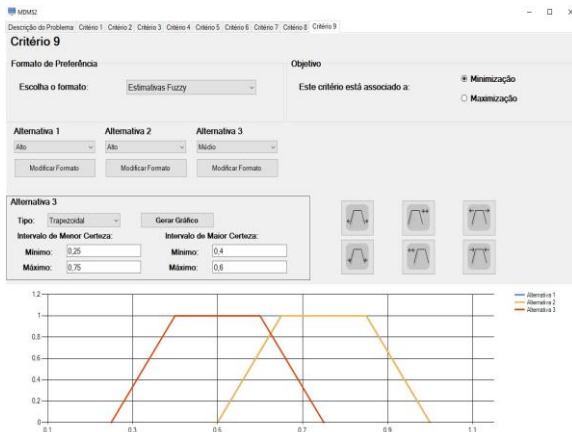 MDMS2
Descrição do Problema Critério 1 Critério 2 Critério 3 Critério 4 Critério 5 Critério 6 Critério 7 Critério 8 Critério 9
Critério 9
Formato de Preferência
Escolha o formato: Estimativas Fuzzy
Objetivo
Este critério está associado a:
Minimização
Maximização
Alternativa 1 Alternativa 2 Alternativa 3
Alto Alto Médio
Modificar Formato Modificar Formato Modificar Formato
Alternativa 3
Tipo: Trapezoidal Gerar Gráfico
Intervalo de Menor Certeza: Intervalo de Maior Certeza:
Mínimo: 0,25 Mínimo: 0,4
Máximo: 0,75 Máximo: 0,6
1.2
1
0.8
0.6
0.4
0.2
0
0.1 0.3 0.5 0.7 0.9 1.1
Alternativa 1
Alternativa 2
Alternativa 3